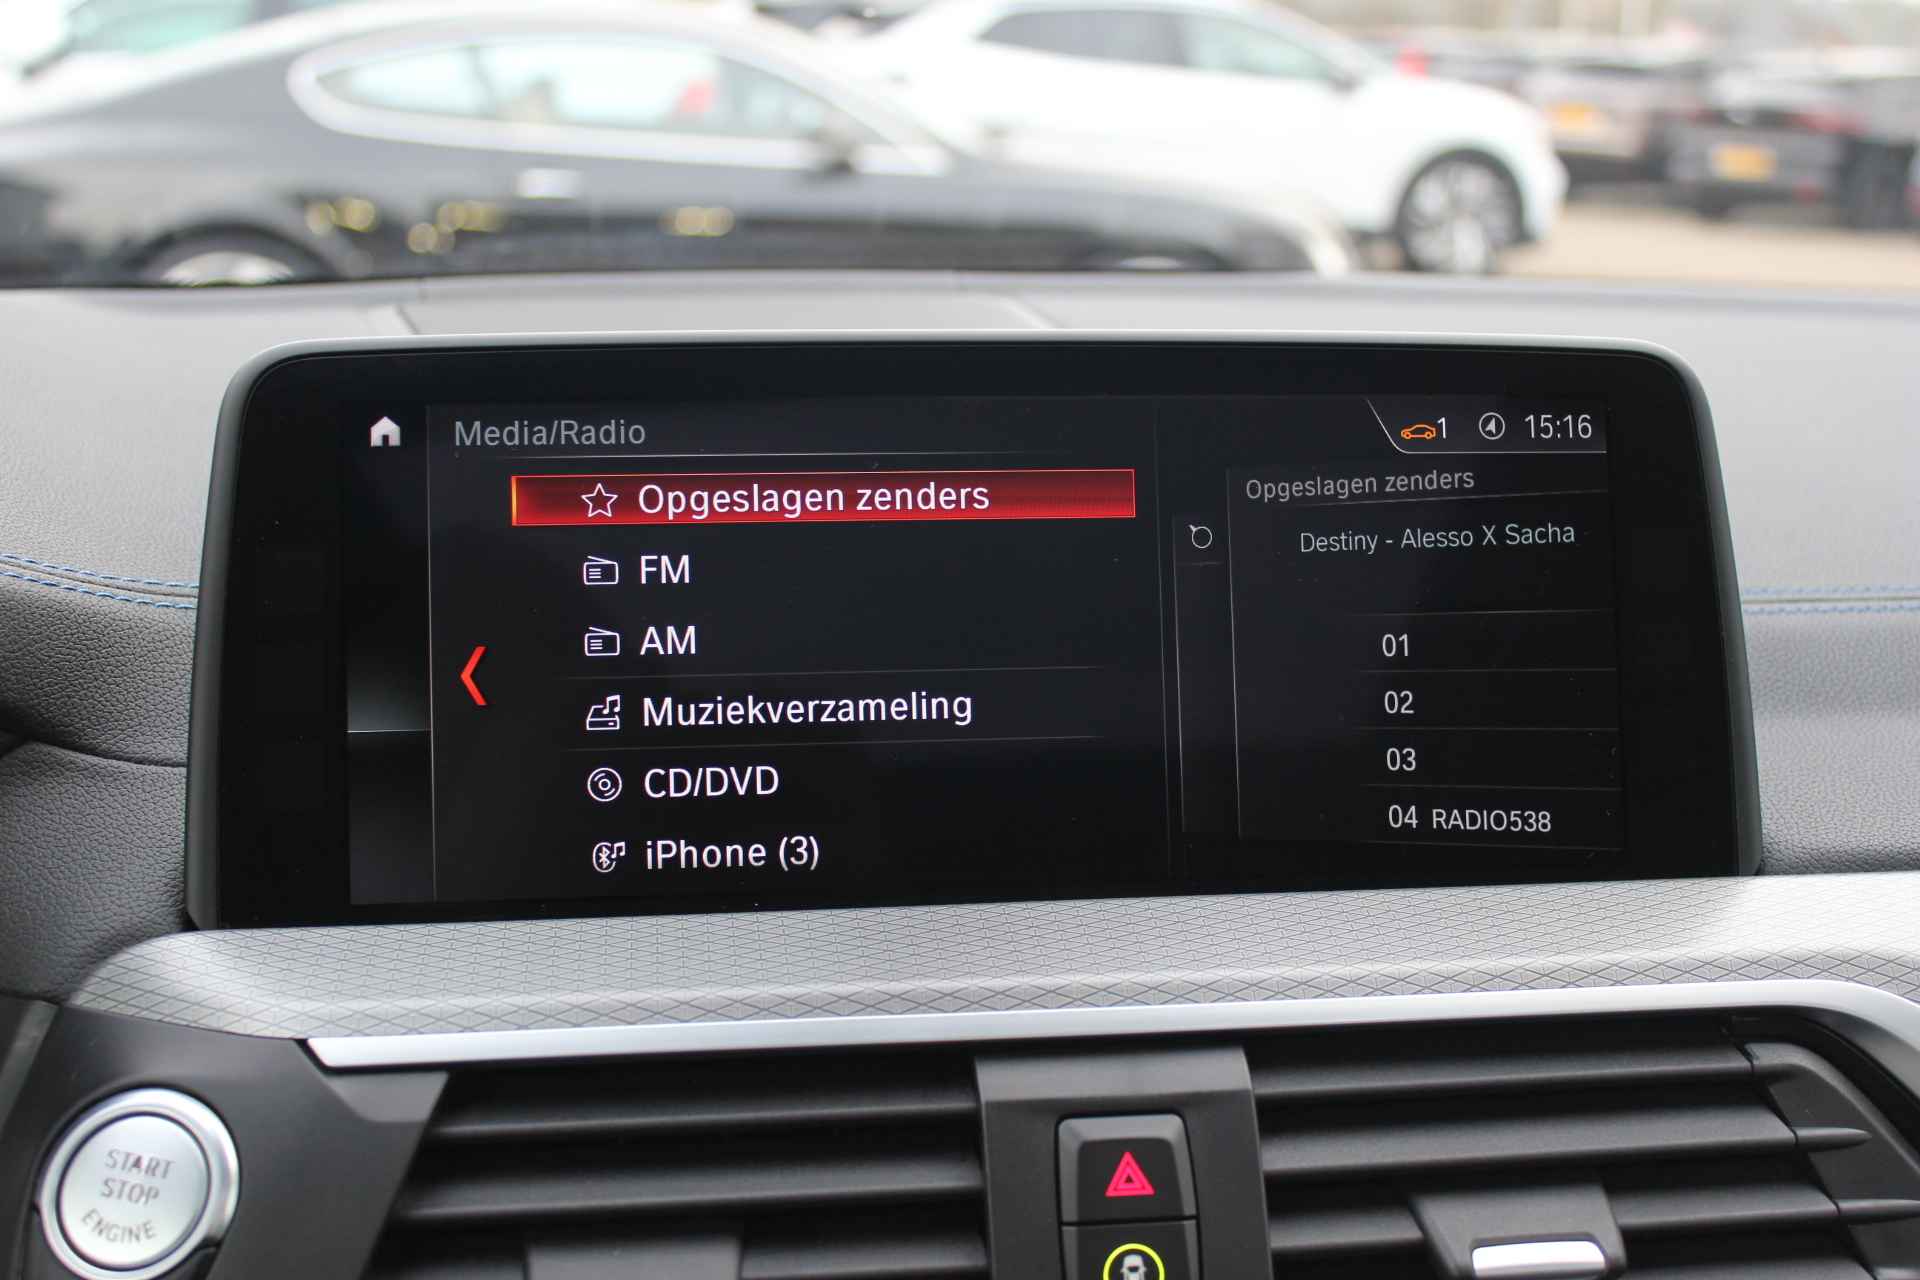 Media/Radio
1 15:16
Opgeslagen zenders
FM
AM
Muziekverzameling
CD/DVD
iPhone (3)
Opgeslagen zenders
Destiny - Alesso X Sacha
01
02
03
04 RADIO538
START
STOP
ENGINE